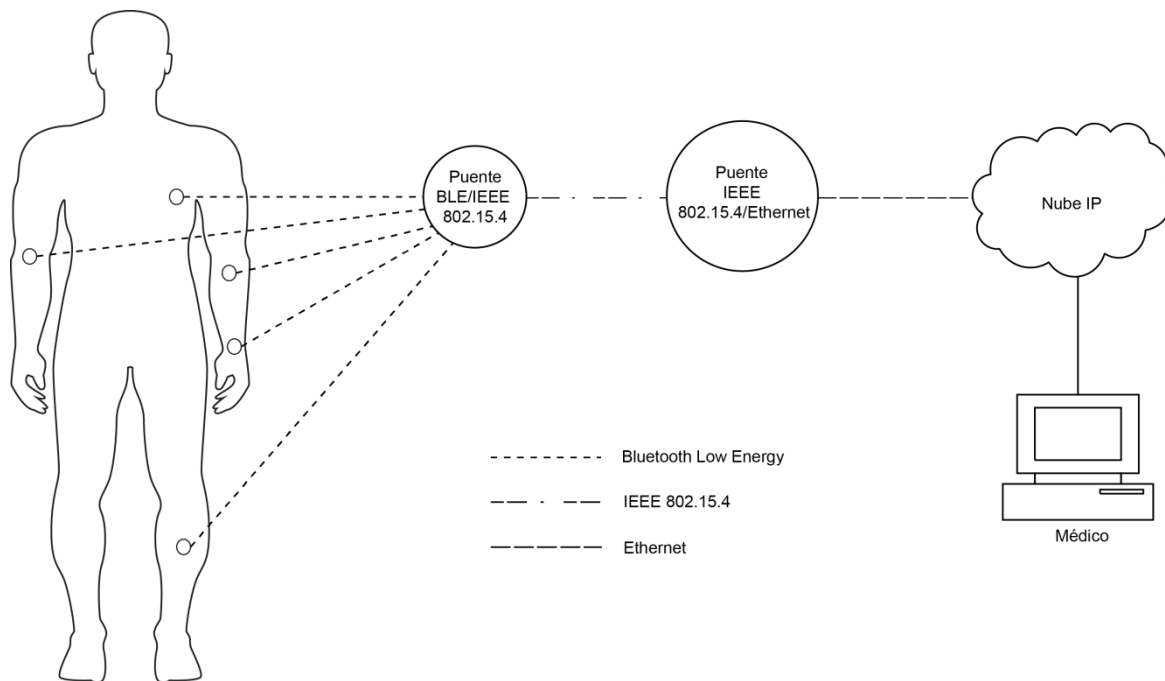 Puente
BLE/IEEE
802.15.4
Puente
IEEE
802.15.4/Ethernet
Nube IP
Bluetooth Low Energy
IEEE 802.15.4
Ethernet
Médico